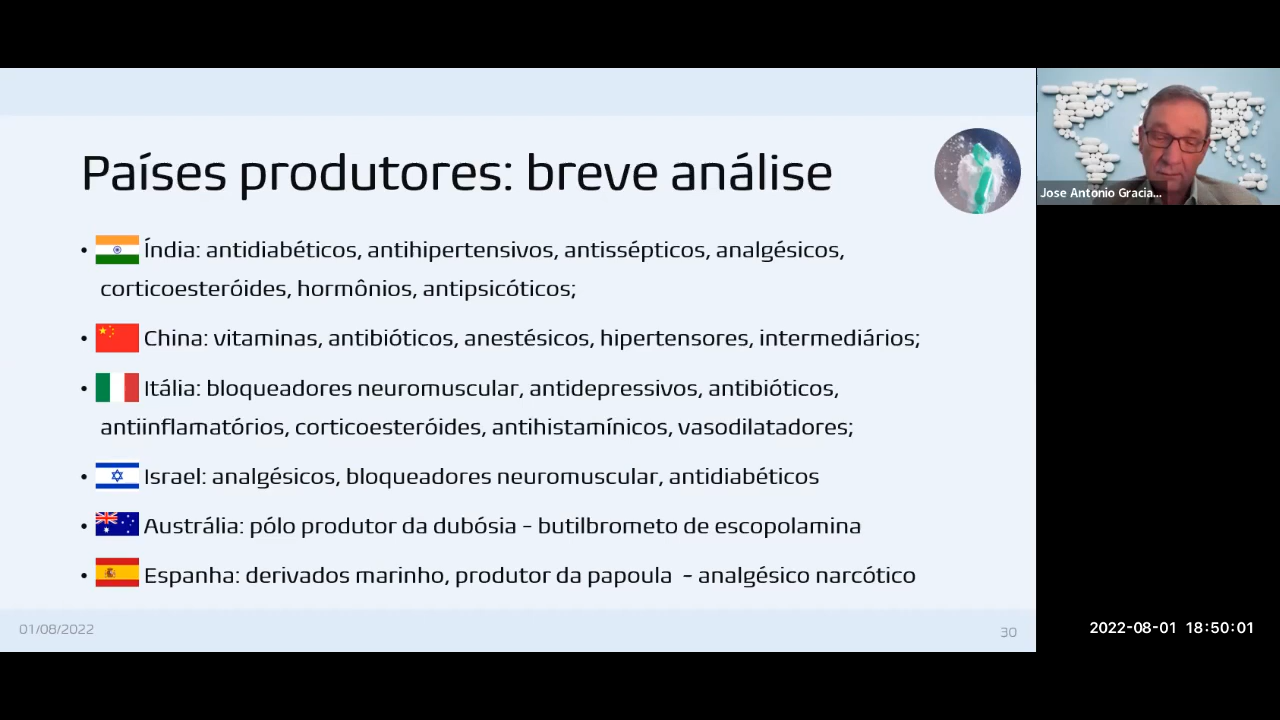 Países produtores: breve análise
• Índia: antidiabéticos, antihipertensivos, antissépticos, analgésicos,
corticoesteróides, hormônios, antipsicóticos;
• China: vitaminas, antibióticos, anestésicos, hipertensores, intermediários;
• Itália: bloqueadores neuromuscular, antidepressivos, antibióticos,
antiinflamatórios, corticoesteróides, antihistamínicos, vasodilatadores;
• Israel: analgésicos, bloqueadores neuromuscular, antidiabéticos
• Austrália: pólo produtor da dubósia - butilbrometo de escopolamina
• Espanha: derivados marinho, produtor da papoula - analgésico narcótico
01/08/2022
30
Jose Antonio Gracia...
2022-08-01 18:50:01